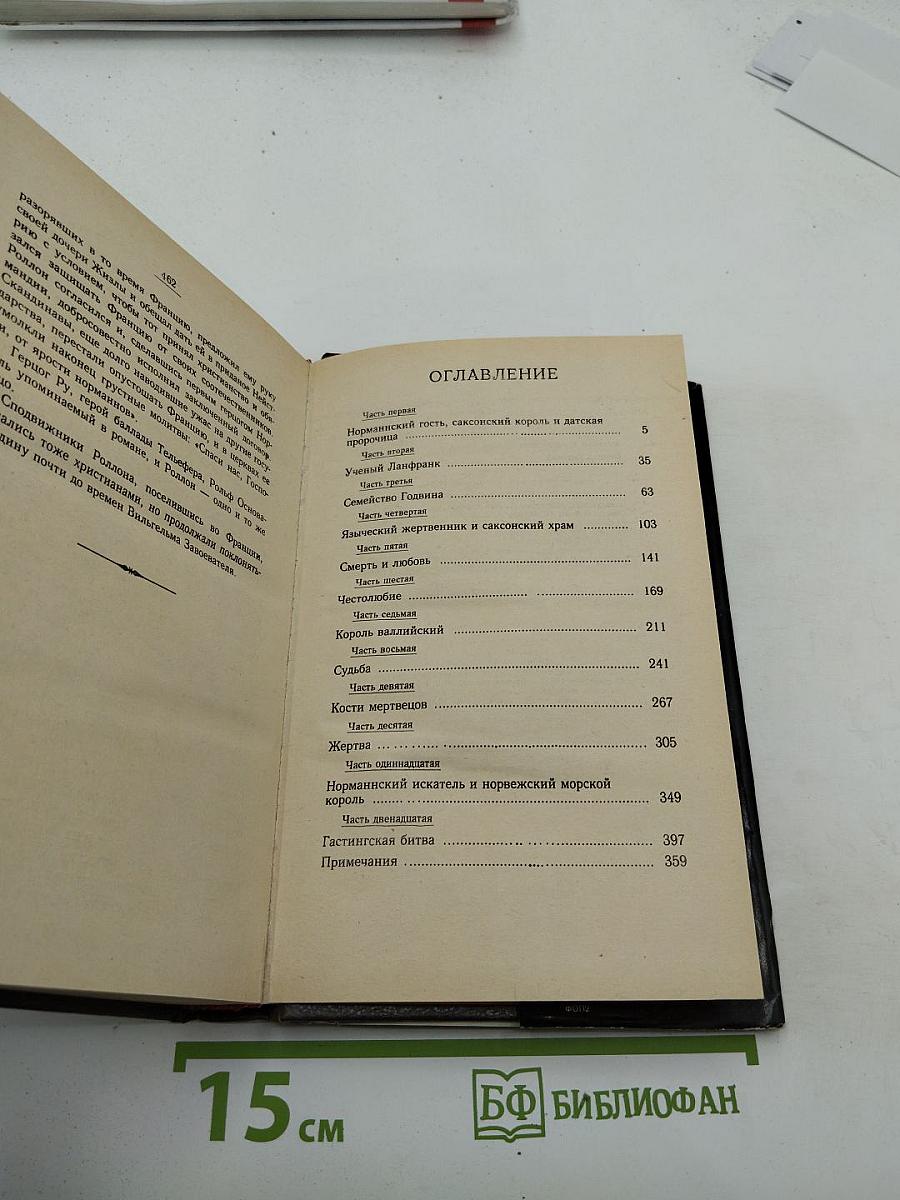 462
разорявших в то время Францию, предложил ему руку
своей дочери Жизлы и обещал дать ей в приданое Нейст-
рию с условием, чтобы тот принял христианство и обя-
зался защищать Францию от своих соотечественников.
Роллон согласился и, сделавшись первым герцогом Нор-
мандии, добросовестно исполнил заключенный договор.
Скандинавы, еще долго наводившие ужас на другие госу-
дарства, перестали опустошать Францию, и в церквах ее
умолкли наконец грустные молитвы: «Спаси нас, Госпо-
и, от ярости норманнов».
Герцог Ру, герой баллады Тельефера, Рольф Основа-
ль упоминаемый в романе, и Роллон — одно и то же
цо.
Сподвижники Роллона, поселившись во Франции,
вались тоже христианами, но продолжали поклонять-
дину почти до времен Вильгельма Завоевателя.
ОГЛАВЛЕНИЕ
Часть первая
Норманнский гость, саксонский король и датская
пророчица 5
Часть вторая
Ученый Ланфранк 35
Часть третья
Семейство Годвина 63
Часть четвертая
Языческий жертвенник и саксонский храм 103
Часть пятая
Смерть и любовь 141
Часть шестая
Честолюбие 169
Часть седьмая
Король валлийский 211
Часть восьмая
Судьба 241
Часть девятая
Кости мертвецов 267
Часть десятая
Жертва 305
Часть одиннадцатая
Норманнский искатель и норвежский морской
король 349
Часть двенадцатая
Гастингская битва 397
Примечания 359
15 см
БФ БИБЛИОФАН